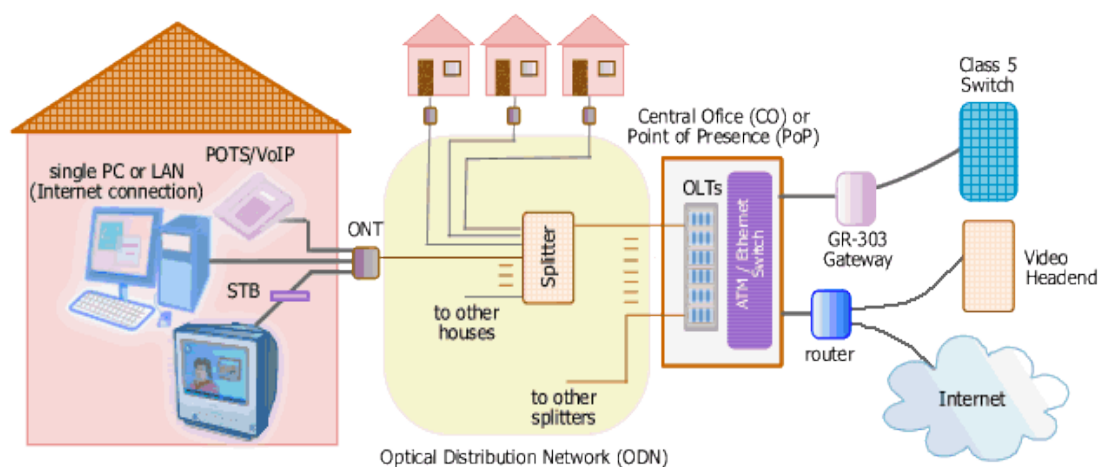 single PC or LAN
(Internet connection)
POTS/VoIP
STB
ONT
Splitter
to other
houses
to other
splitters
Optical Distribution Network (ODN)
Central Ofice (CO) or
Point of Presence (PoP)
OLTs
ATM / Ethernet
Switch
GR-303
Gateway
Class 5
Switch
router
Video
Headend
Internet